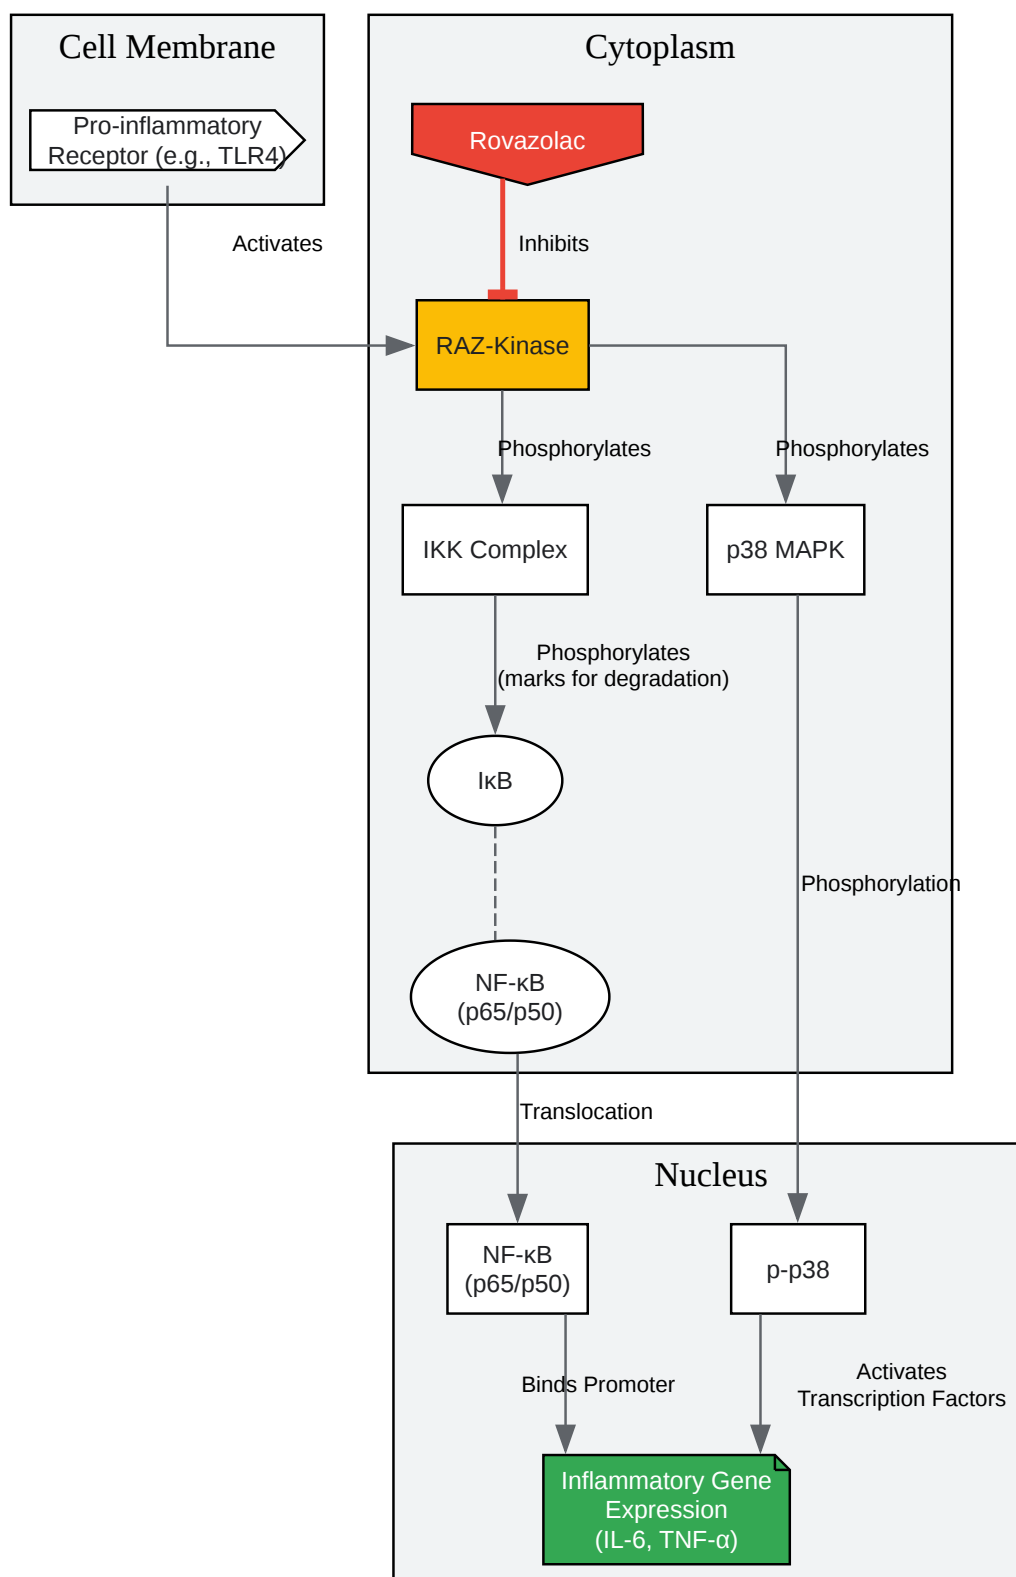 Cell Membrane
Pro-inflammatory
Receptor (e.g., TLR4)
Activates
Cytoplasm
Rovazolac
Inhibits
RAZ-Kinase
Phosphorylates
Phosphorylates
IKK Complex
p38 MAPK
Phosphorylates
(marks for degradation)
IκB
Phosphorylation
NF-κB
(p65/p50)
Translocation
Nucleus
NF-κB
(p65/p50)
p-p38
Binds Promoter
Activates
Transcription Factors
Inflammatory Gene
Expression
(IL-6, TNF-α)